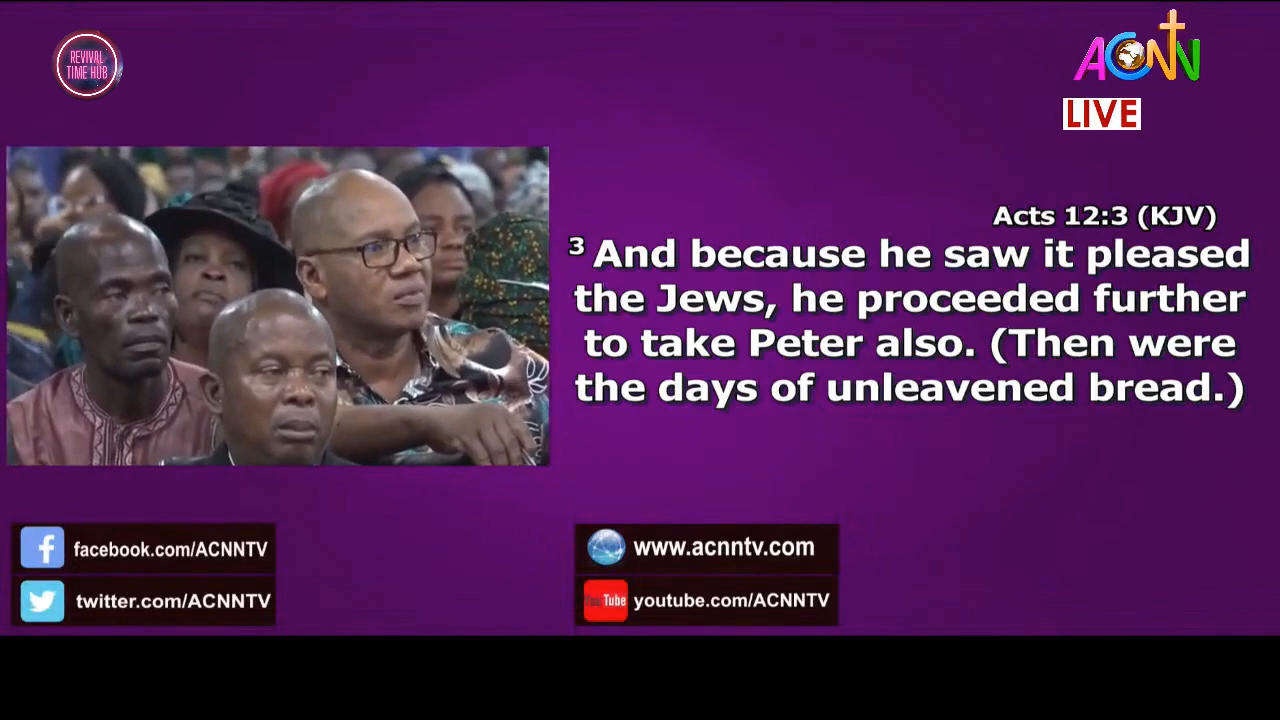 REVIVAL
TIME HUB
ACNN
LIVE
Acts 12:3 (KJV)
3 And because he saw it pleased
the Jews, he proceeded further
to take Peter also. (Then were
the days of unleavened bread.)
facebook.com/ACNNTV
twitter.com/ACNNTV
www.acnntv.com
YouTube
youtube.com/ACNNTV